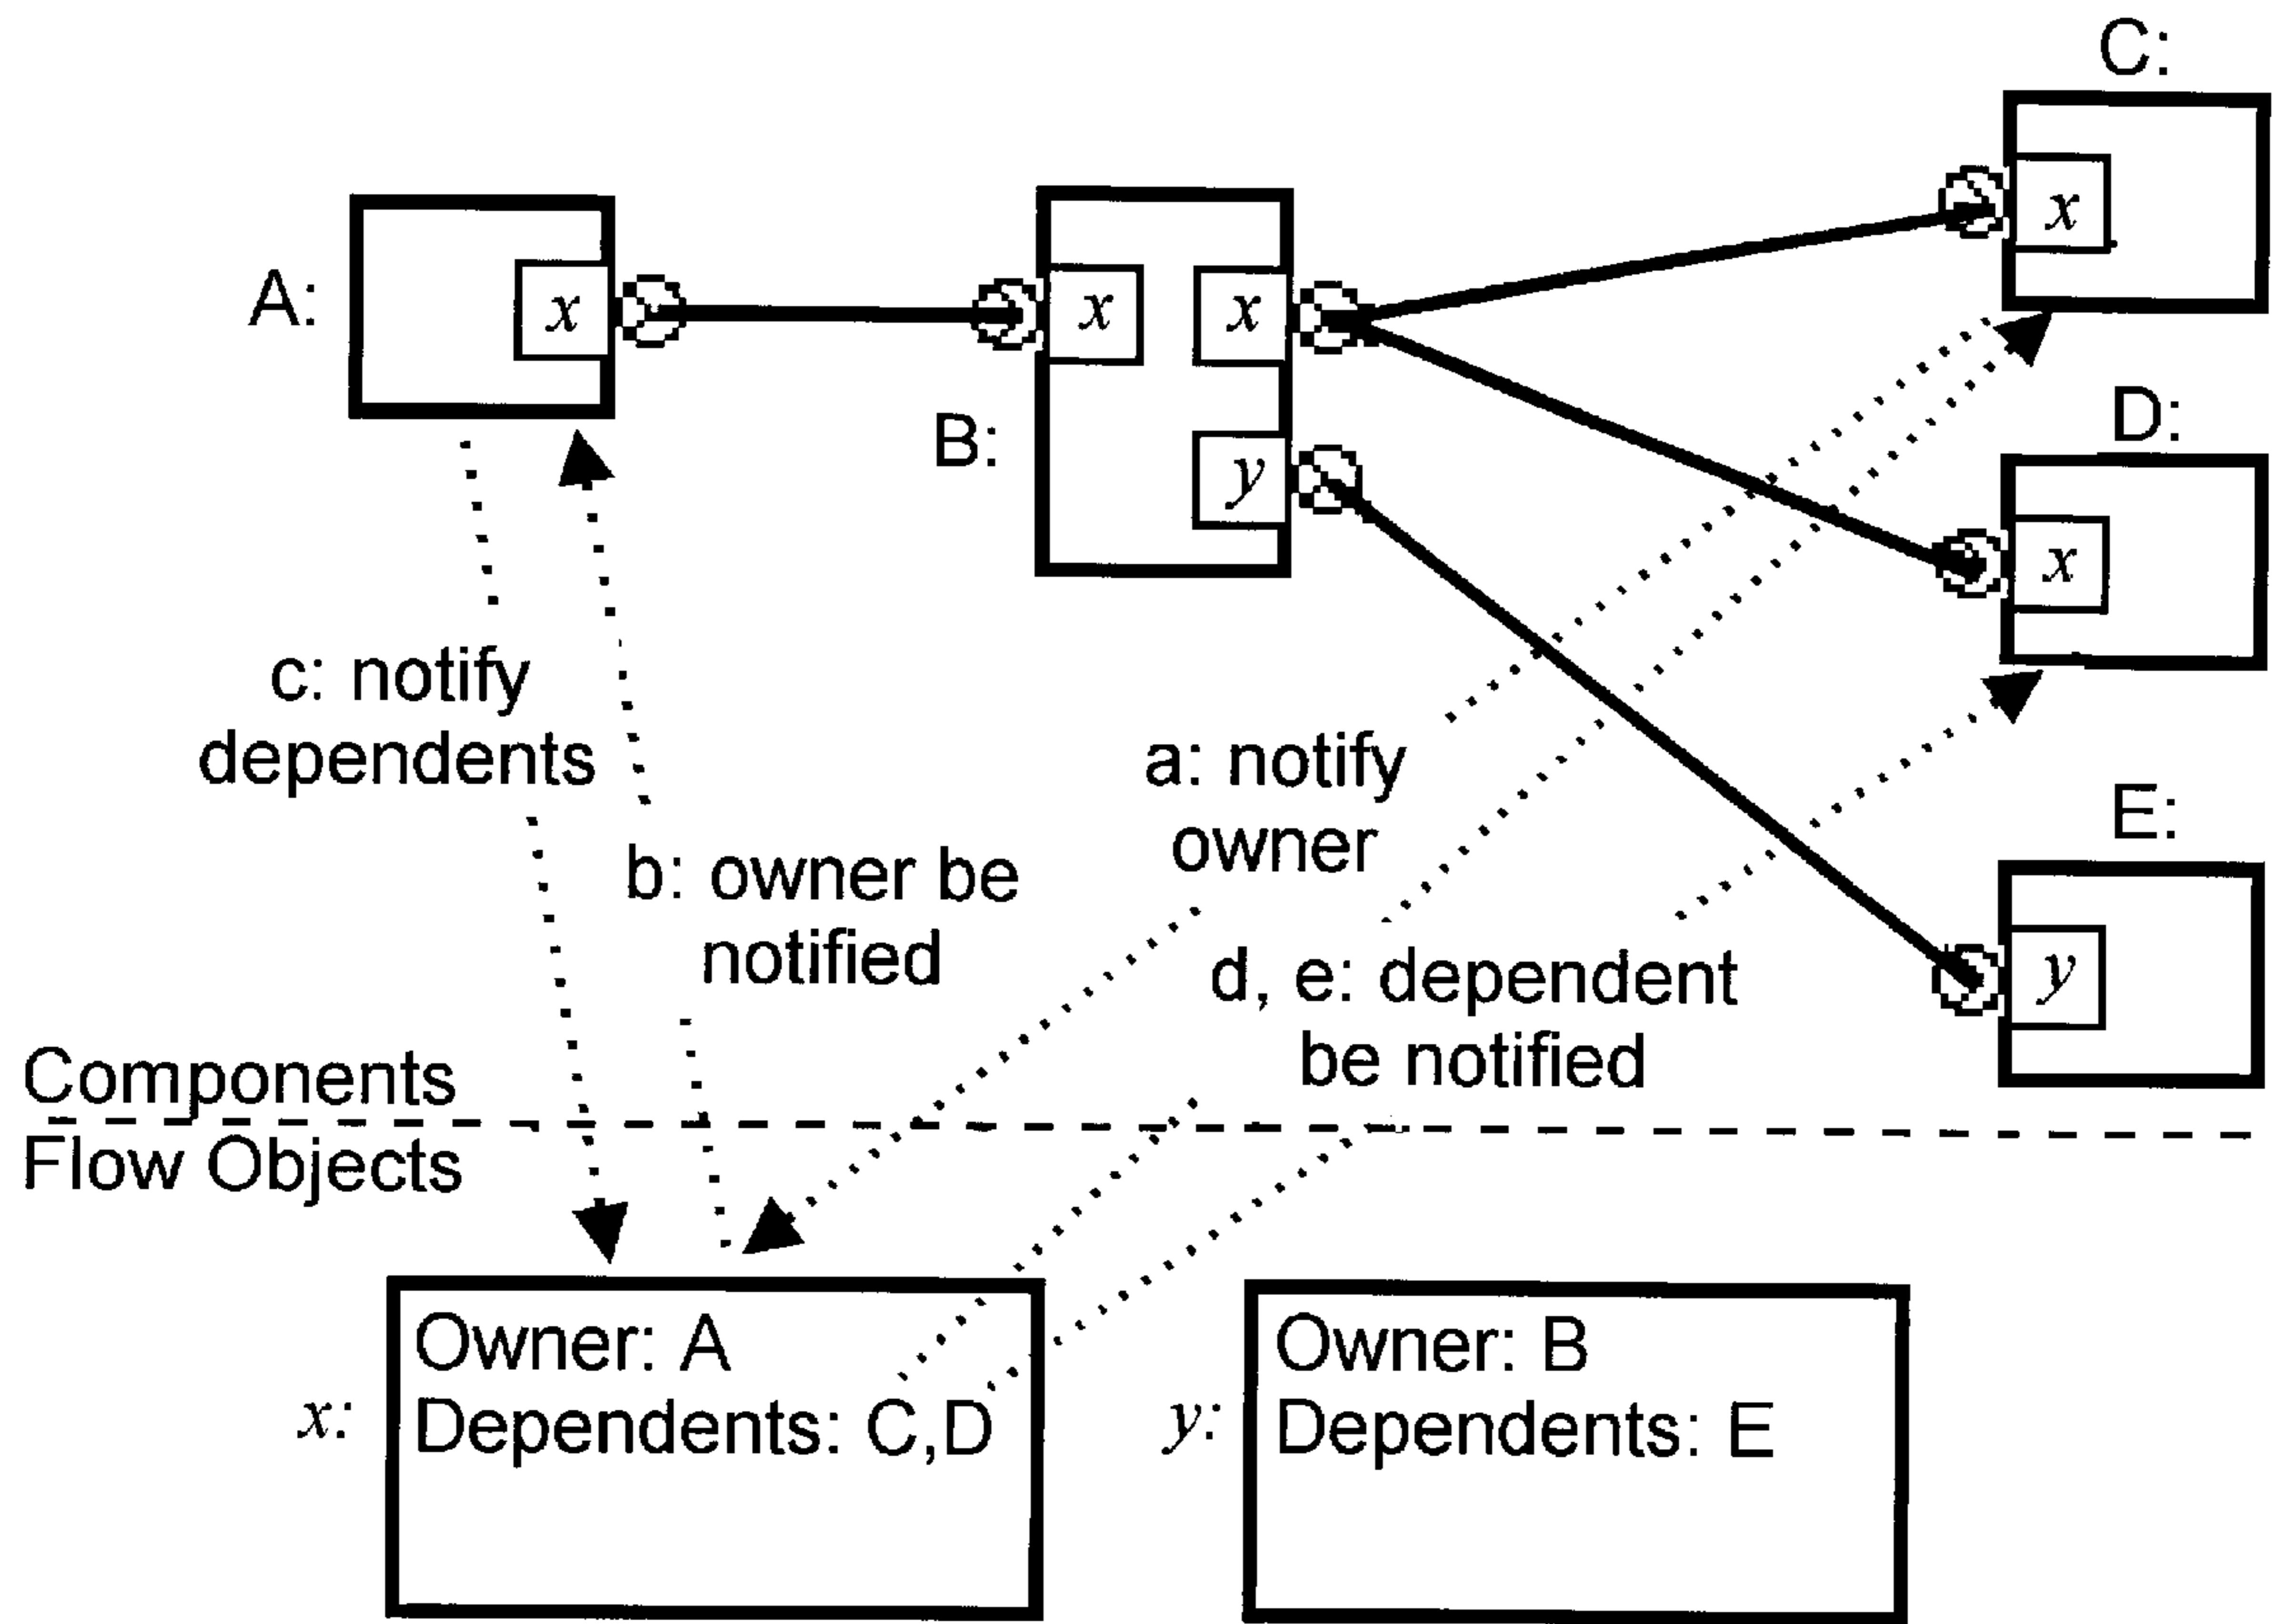 C:
x
A:
x
x
x
B:
y
D:
x
c: notify
dependents
a: notify
owner
E:
b: owner be
notified
d, e: dependent
be notified
y
Components
Flow Objects
x:
Owner: A
Dependents: C,D
y:
Owner: B
Dependents: E